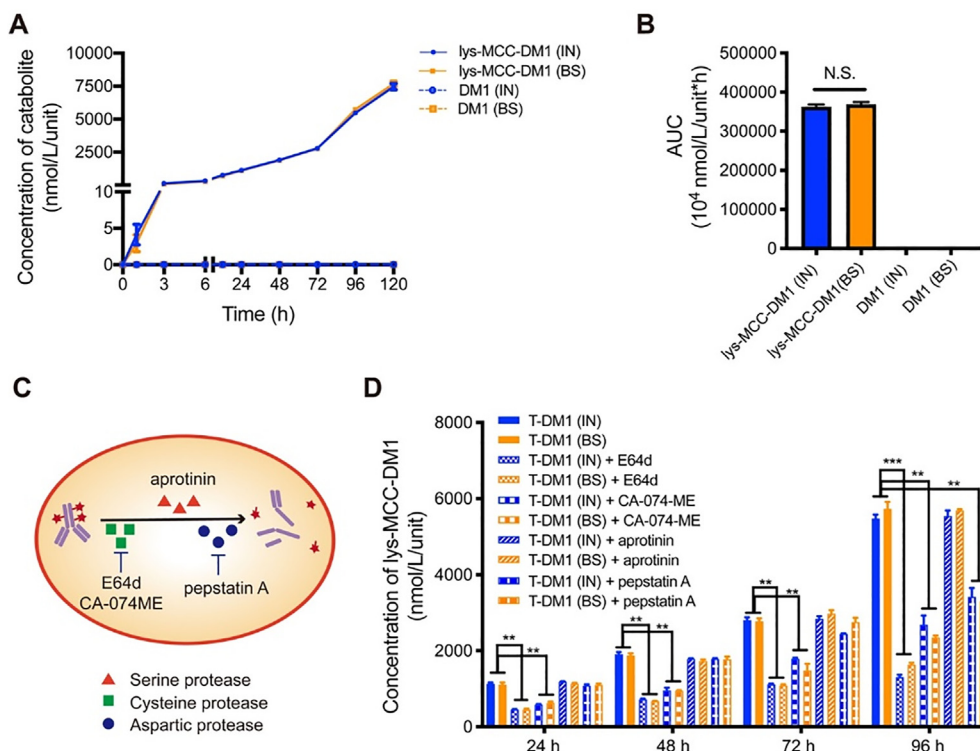 A
Concentration of catabolite
(nmol/L/unit)
10000
7500
5000
2500
10
5
0
0 3 6 24 48 72 96 120
Time (h)
lys-MCC-DM1 (IN)
lys-MCC-DM1 (BS)
DM1 (IN)
DM1 (BS)
B
AUC
(10⁴ nmol/L/unit*h)
500000
400000
300000
200000
100000
0
N.S.
lys-MCC-DM1 (IN)
lys-MCC-DM1(BS)
DM1 (IN)
DM1 (BS)
C
aprotinin
E64d
CA-074ME
pepstatin A
Serine protease
Cysteine protease
Aspartic protease
D
Concentration of lys-MCC-DM1
(nmol/L/unit)
8000
6000
4000
2000
0
T-DM1 (IN)
T-DM1 (BS)
T-DM1 (IN) + E64d
T-DM1 (BS) + E64d
T-DM1 (IN) + CA-074-ME
T-DM1 (BS) + CA-074-ME
T-DM1 (IN) + aprotinin
T-DM1 (BS) + aprotinin
T-DM1 (IN) + pepstatin A
T-DM1 (BS) + pepstatin A
**
**
**
**
**
**
***
**
**
24 h 48 h 72 h 96 h